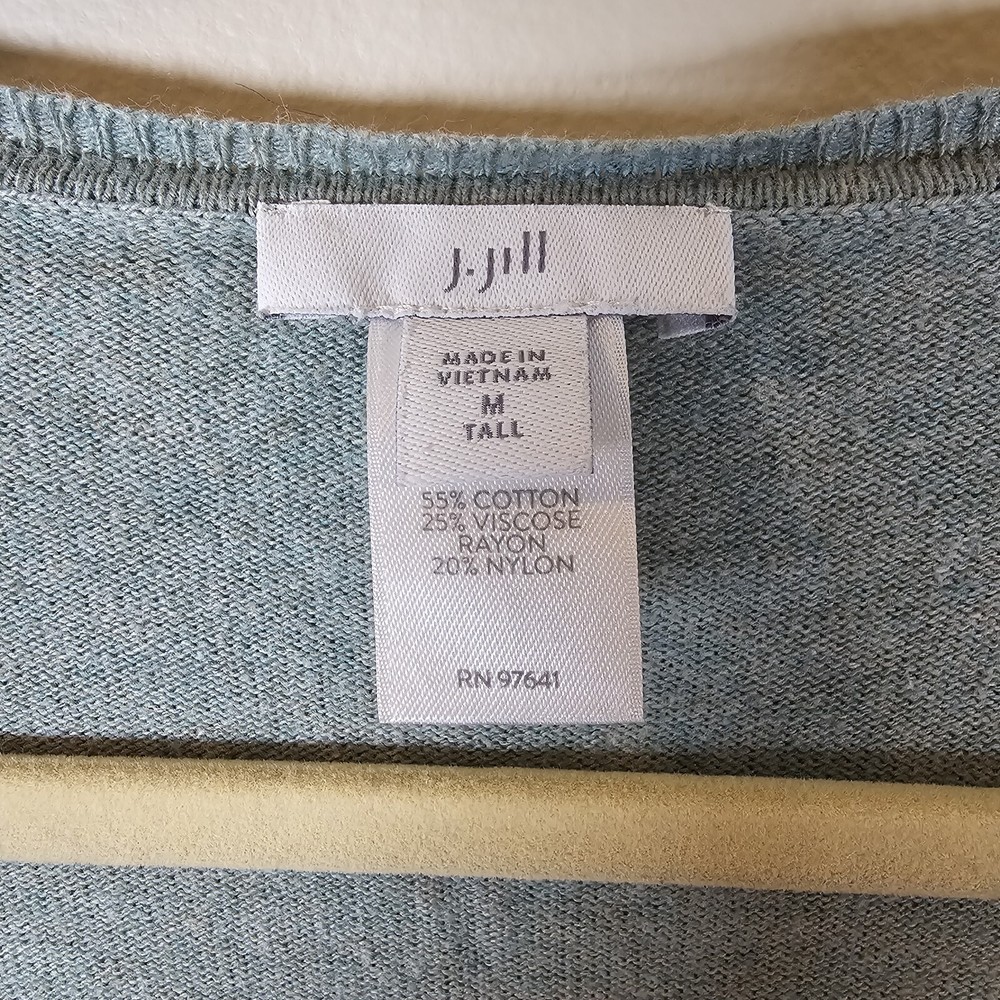 J.Jill
MADE IN
VIETNAM
M
TALL
55% COTTON
25% VISCOSE
RAYON
20% NYLON
RN 97641